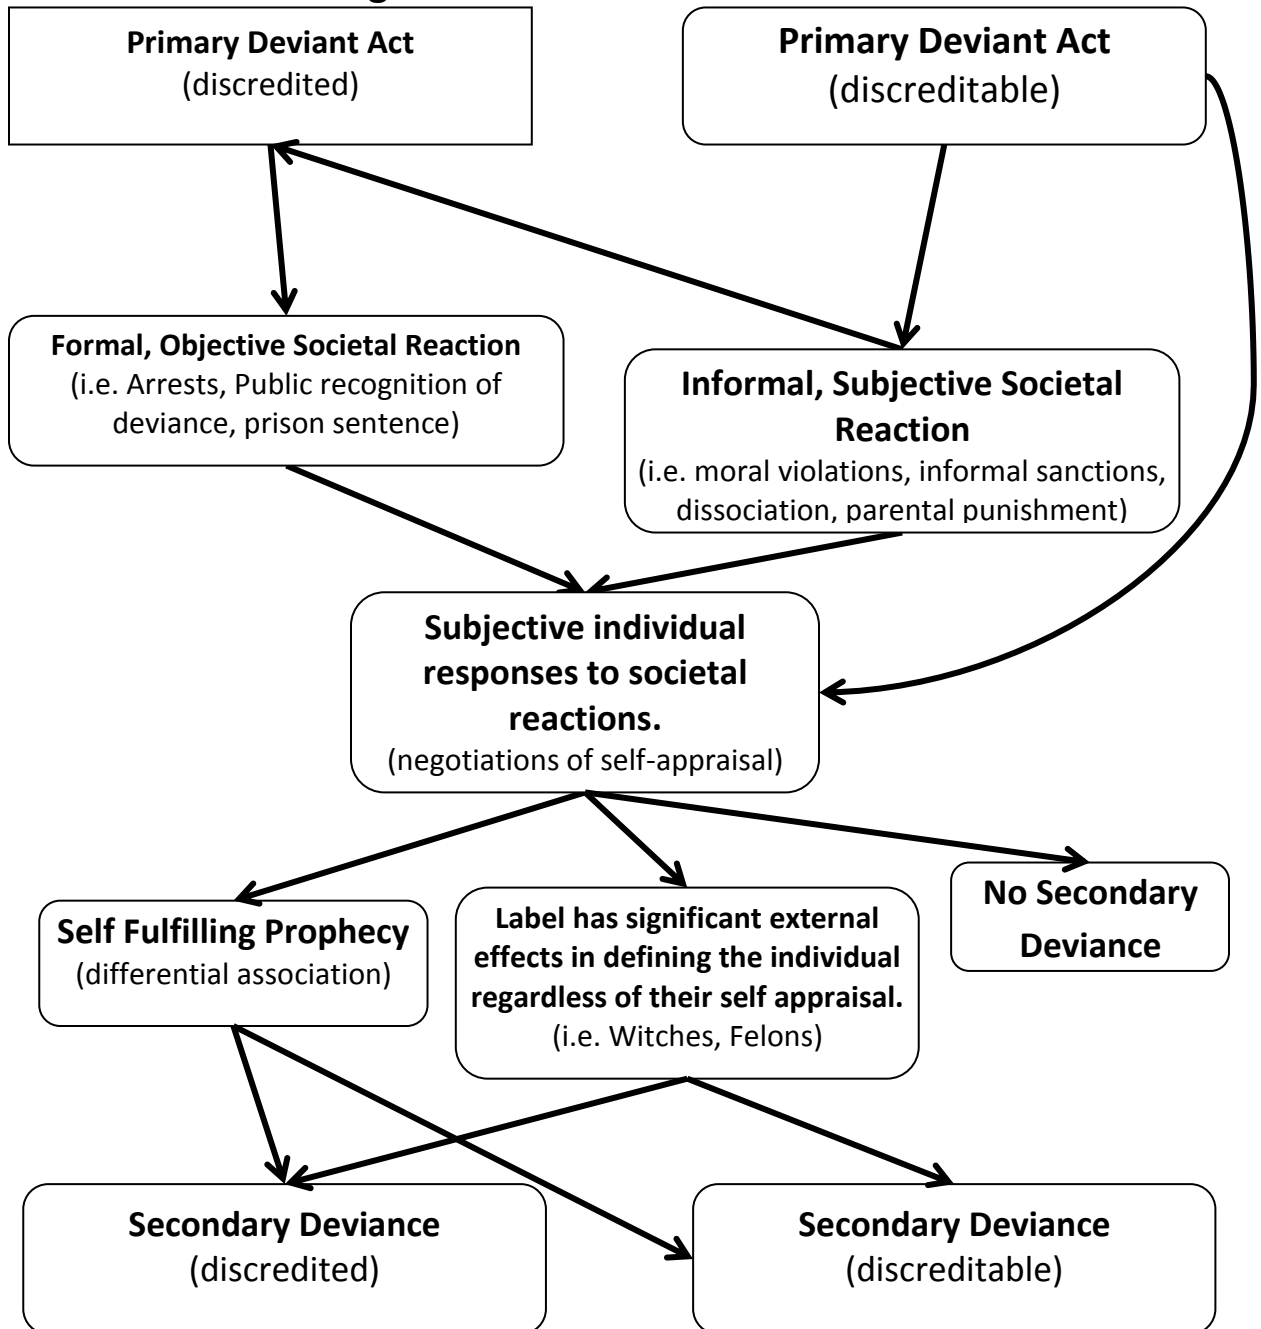 Primary Deviant Act
(discredited)
Primary Deviant Act
(discreditable)
Formal, Objective Societal Reaction
(i.e. Arrests, Public recognition of
deviance, prison sentence)
Informal, Subjective Societal
Reaction
(i.e. moral violations, informal sanctions,
dissociation, parental punishment)
Subjective individual
responses to societal
reactions.
(negotiations of self-appraisal)
Self Fulfilling Prophecy
(differential association)
Label has significant external
effects in defining the individual
regardless of their self appraisal.
(i.e. Witches, Felons)
No Secondary
Deviance
Secondary Deviance
(discredited)
Secondary Deviance
(discreditable)